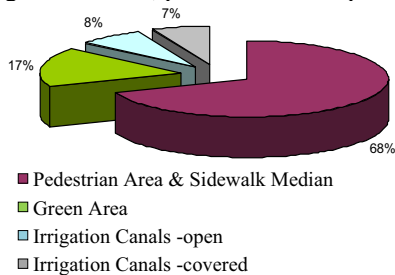 7%
8%
17%
68%
Pedestrian Area & Sidewalk Median
Green Area
Irrigation Canals -open
Irrigation Canals -covered